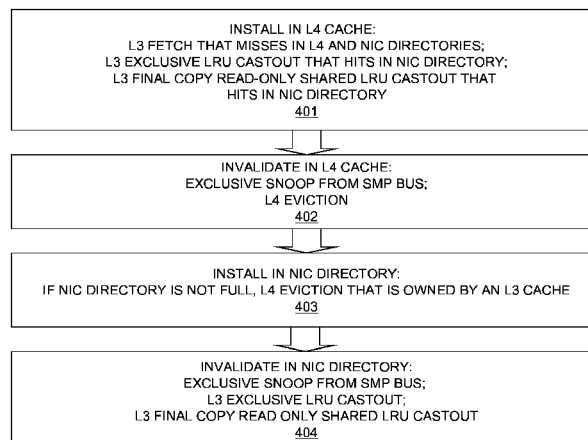 INSTALL IN L4 CACHE:
L3 FETCH THAT MISSES IN L4 AND NIC DIRECTORIES;
L3 EXCLUSIVE LRU CASTOUT THAT HITS IN NIC DIRECTORY;
L3 FINAL COPY READ-ONLY SHARED LRU CASTOUT THAT
HITS IN NIC DIRECTORY
401
INVALIDATE IN L4 CACHE:
EXCLUSIVE SNOOP FROM SMP BUS;
L4 EVICTION
402
INSTALL IN NIC DIRECTORY:
IF NIC DIRECTORY IS NOT FULL, L4 EVICTION THAT IS OWNED BY AN L3 CACHE
403
INVALIDATE IN NIC DIRECTORY:
EXCLUSIVE SNOOP FROM SMP BUS;
L3 EXCLUSIVE LRU CASTOUT;
L3 FINAL COPY READ ONLY SHARED LRU CASTOUT
404